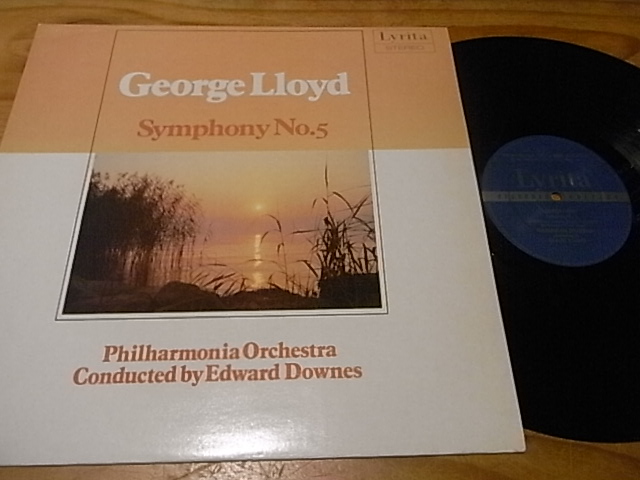 Lyrita
STEREO
George Lloyd
Symphony No.5
Philharmonia Orchestra
Conducted by Edward Downes
Lyrita